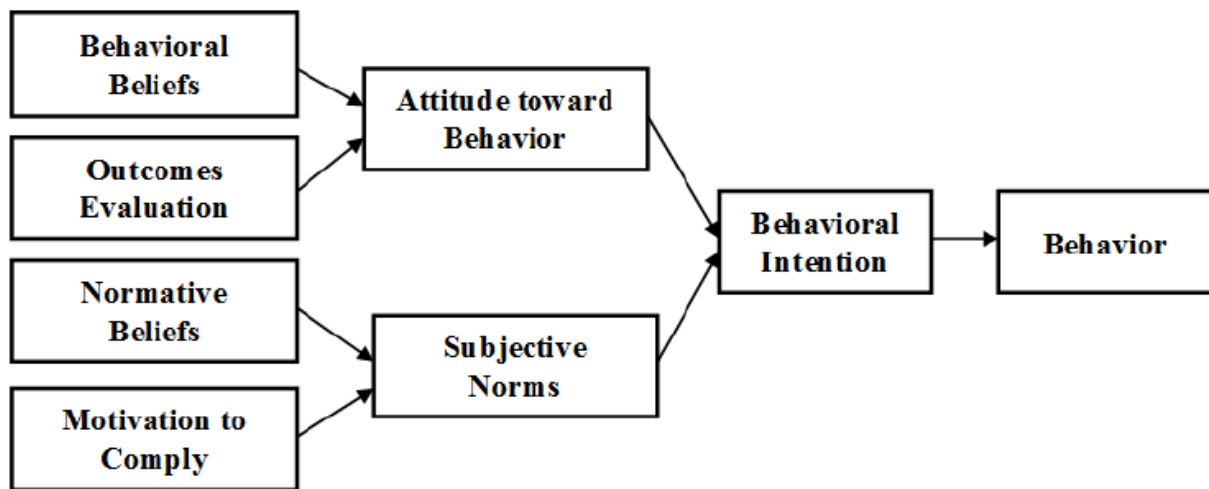 Behavioral
Beliefs
Outcomes
Evaluation
Normative
Beliefs
Motivation to
Comply
Attitude toward
Behavior
Subjective
Norms
Behavioral
Intention
Behavior